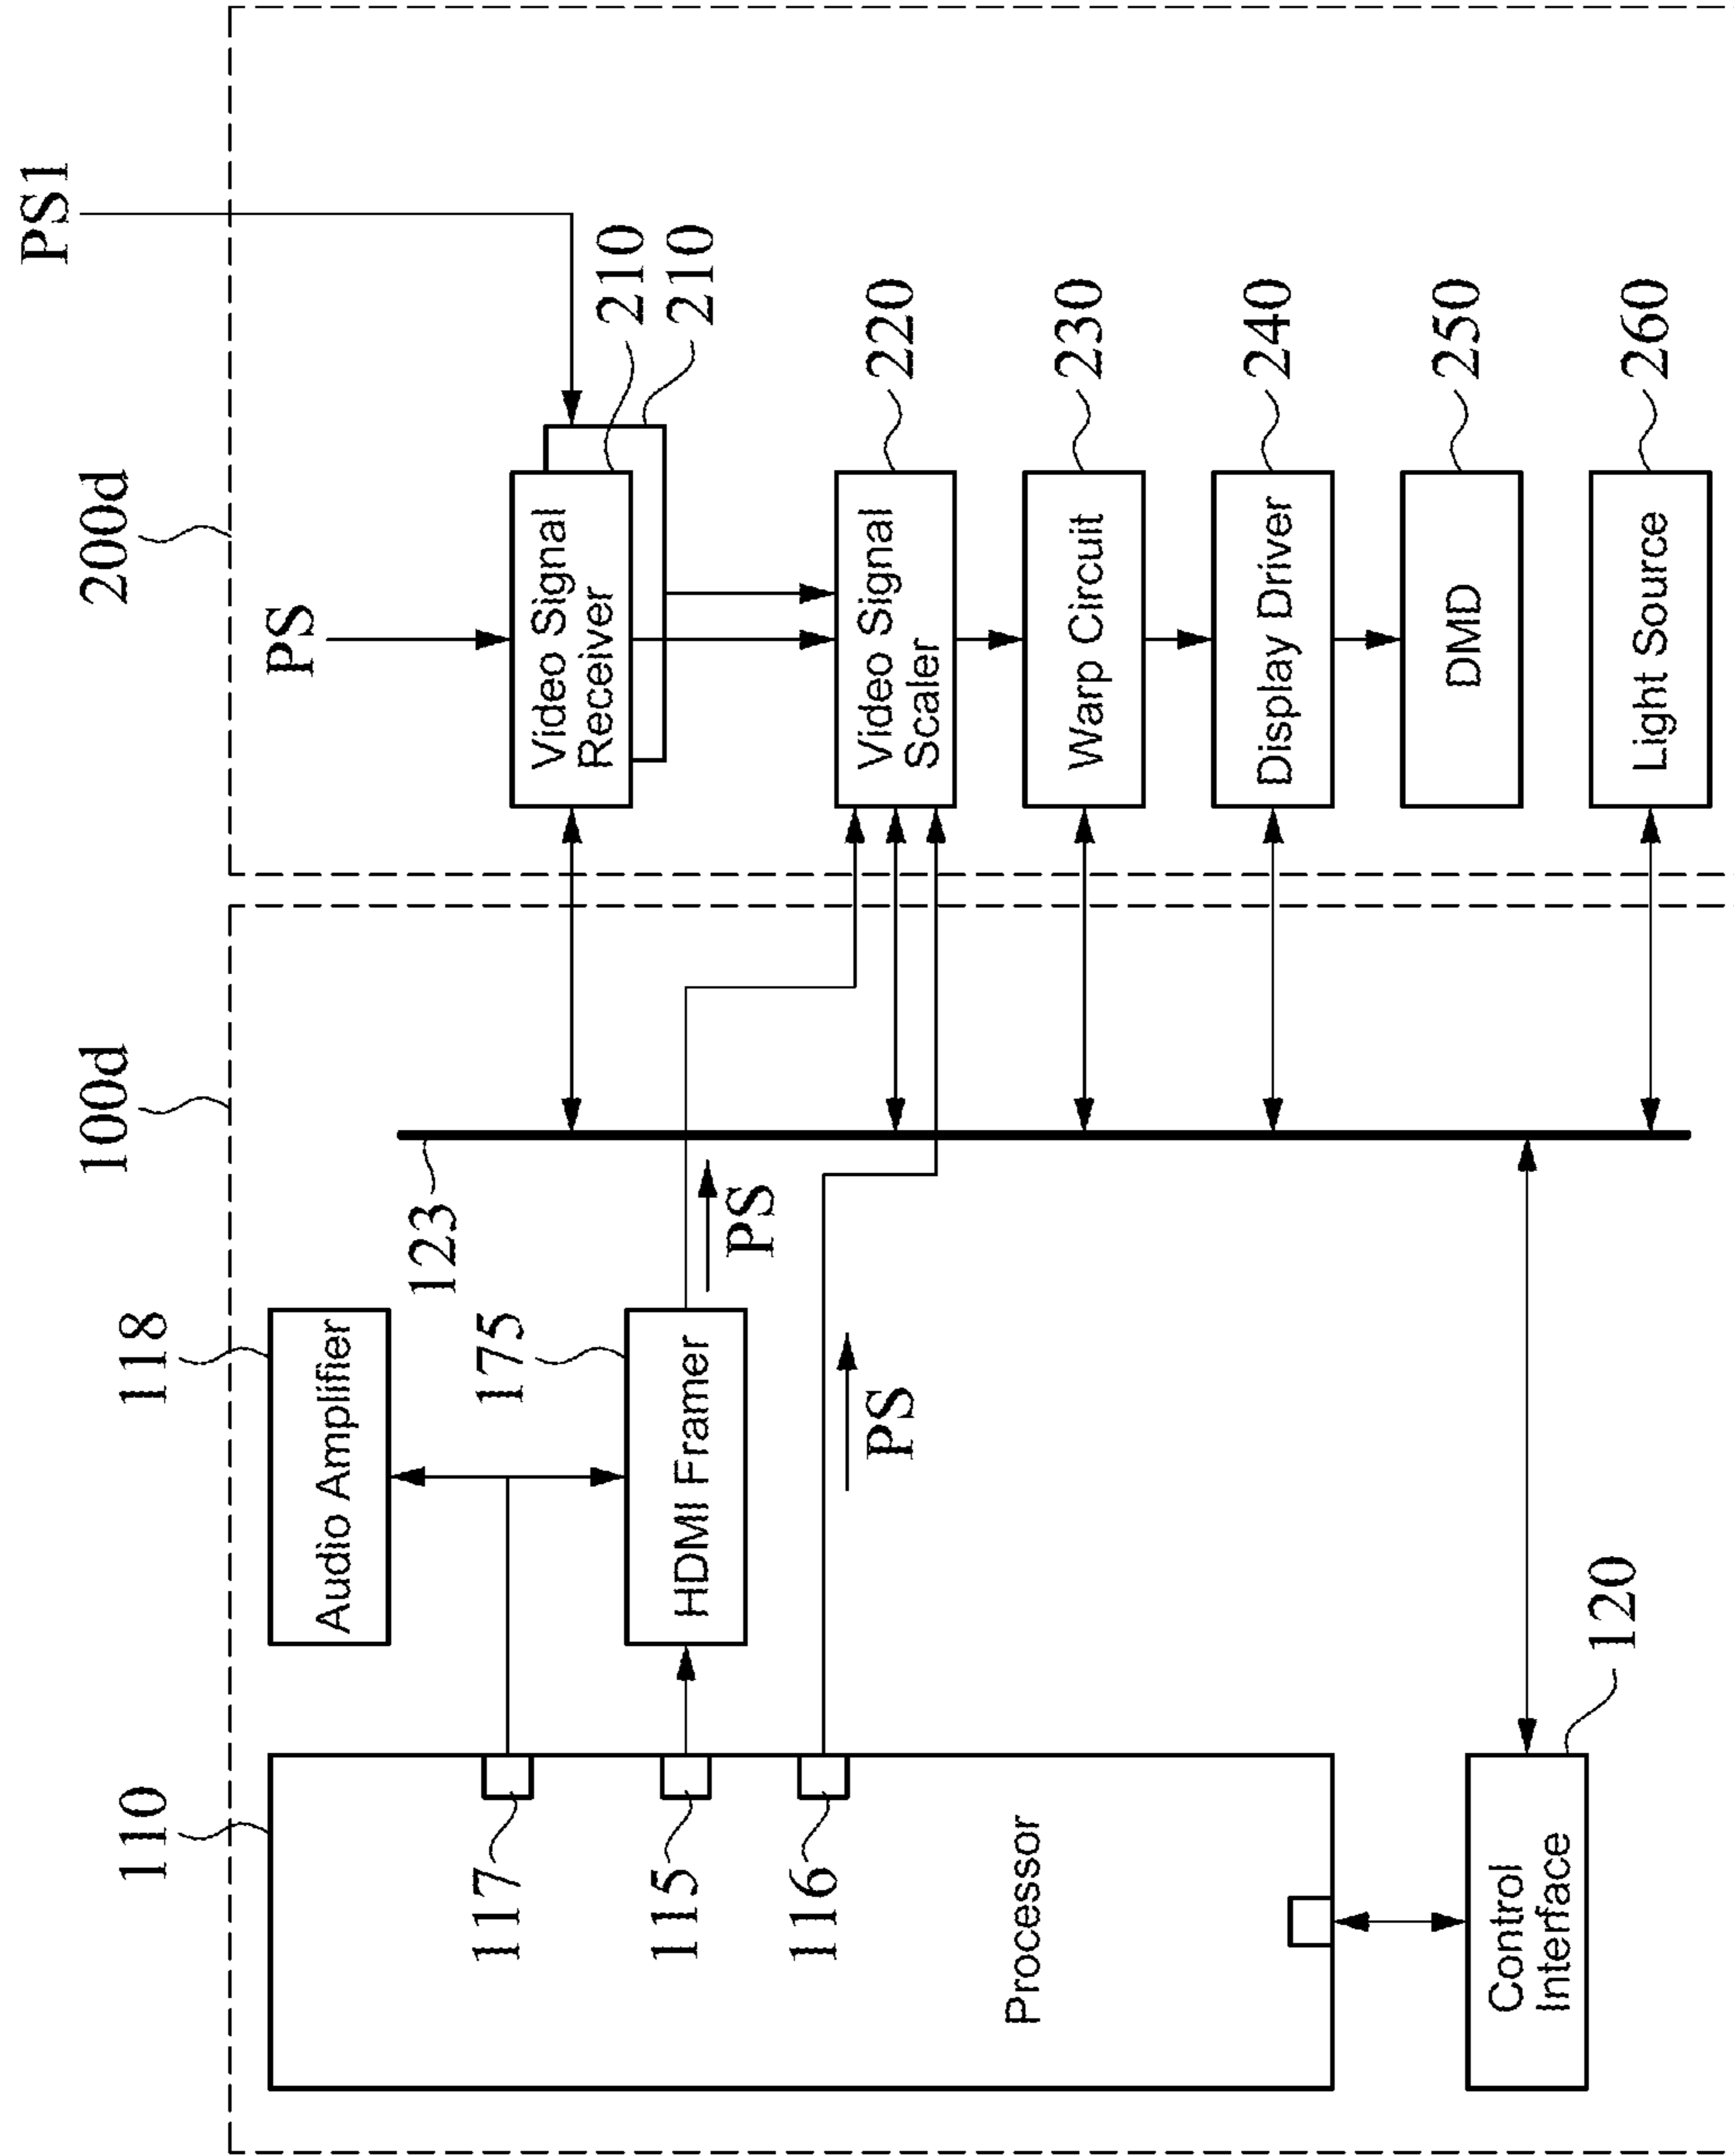 PS1
200d
PS
Video Signal
Receiver
210
210
Video Signal
Scaler
220
Warp Circuit
230
Display Driver
240
DMD
250
Light Source
260
100d
123
118
Audio Amplifier
175
HDMI Framer
PS
PS
110
117
115
116
Processor
Control
Interface
120